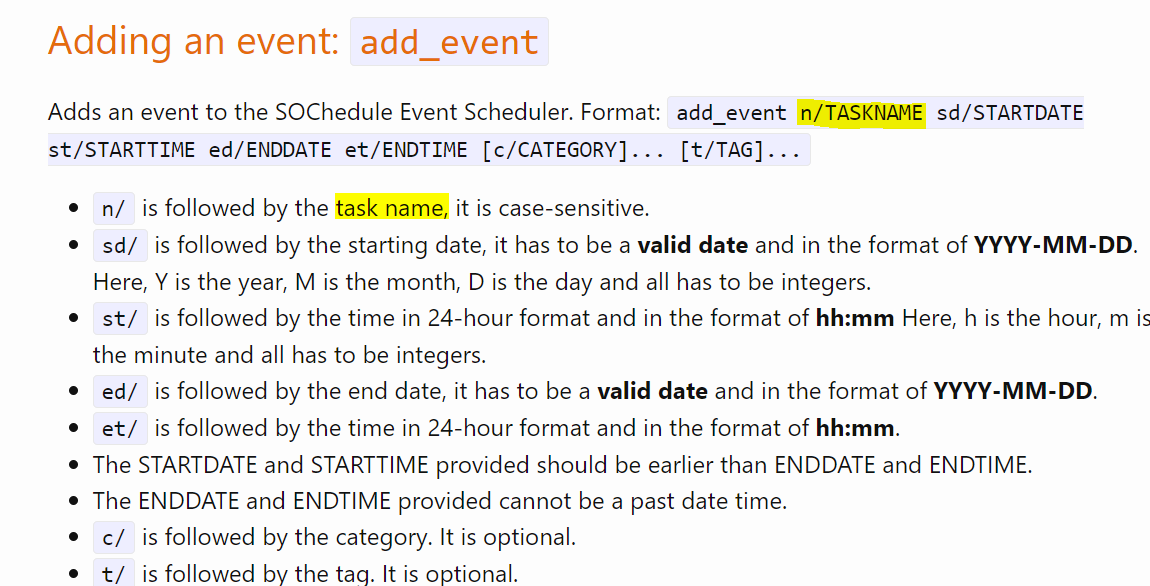 Adding an event: add_event
Adds an event to the SOChedule Event Scheduler. Format: add_event n/TASKNAME sd/STARTDATE
st/STARTTIME ed/ENDDATE et/ENDTIME [c/CATEGORY]... [t/TAG]...
• n/ is followed by the task name, it is case-sensitive.
• sd/ is followed by the starting date, it has to be a valid date and in the format of YYYY-MM-DD.
Here, Y is the year, M is the month, D is the day and all has to be integers.
• st/ is followed by the time in 24-hour format and in the format of hh:mm Here, h is the hour, m is
the minute and all has to be integers.
• ed/ is followed by the end date, it has to be a valid date and in the format of YYYY-MM-DD.
• et/ is followed by the time in 24-hour format and in the format of hh:mm.
• The STARTDATE and STARTTIME provided should be earlier than ENDDATE and ENDTIME.
• The ENDDATE and ENDTIME provided cannot be a past date time.
• c/ is followed by the category. It is optional.
• t/ is followed by the tag. It is optional.